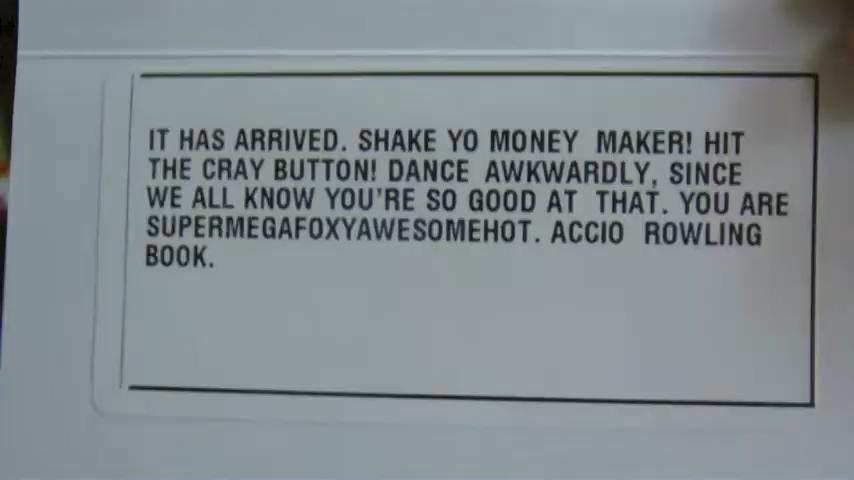 IT HAS ARRIVED. SHAKE YO MONEY MAKER! HIT
THE CRAY BUTTON! DANCE AWKWARDLY, SINCE
WE ALL KNOW YOU'RE SO GOOD AT THAT. YOU ARE
SUPERMEGAFOXYAWESOMEHOT. ACCIO ROWLING
BOOK.